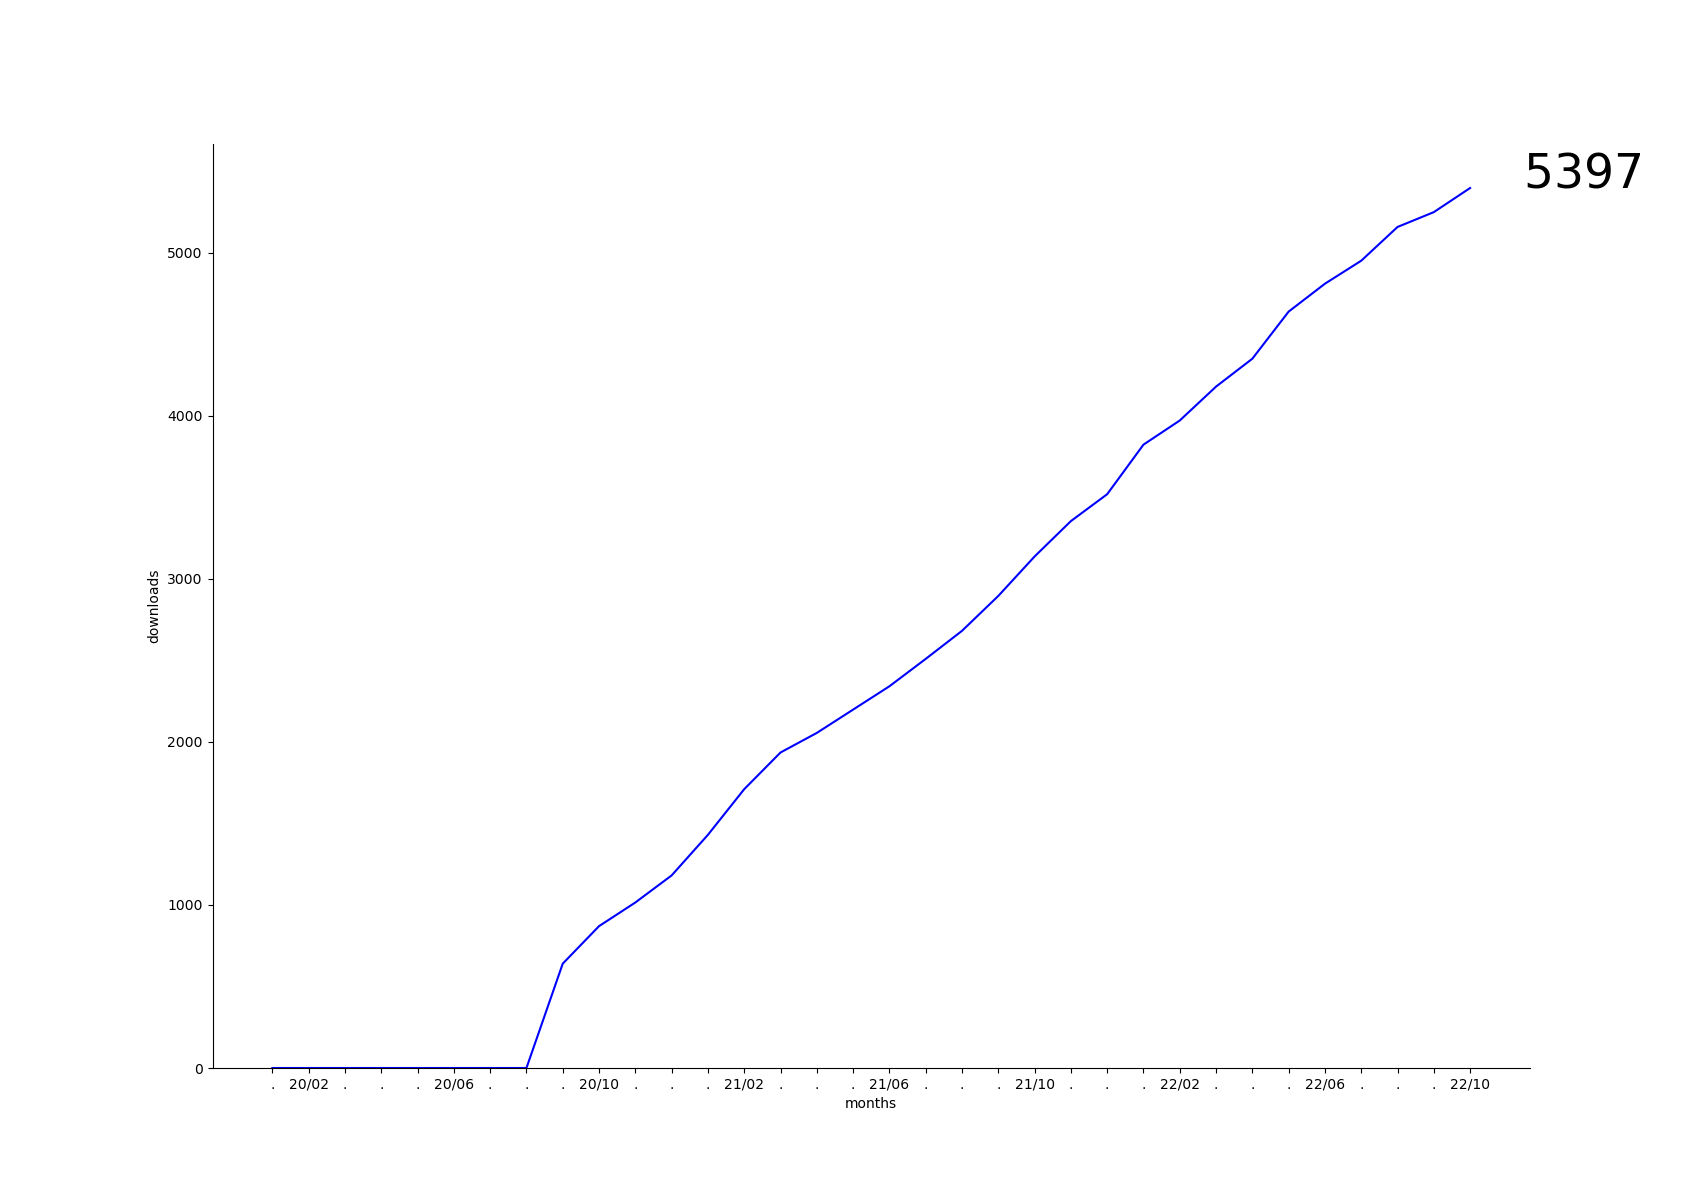 5397
5000
4000
3000
2000
1000
0
downloads
. 20/02 . . . 20/06 . . . 20/10 . . . 21/02 . . . 21/06 . . . 21/10 . . . 22/02 . . . 22/06 . . . 22/10
months